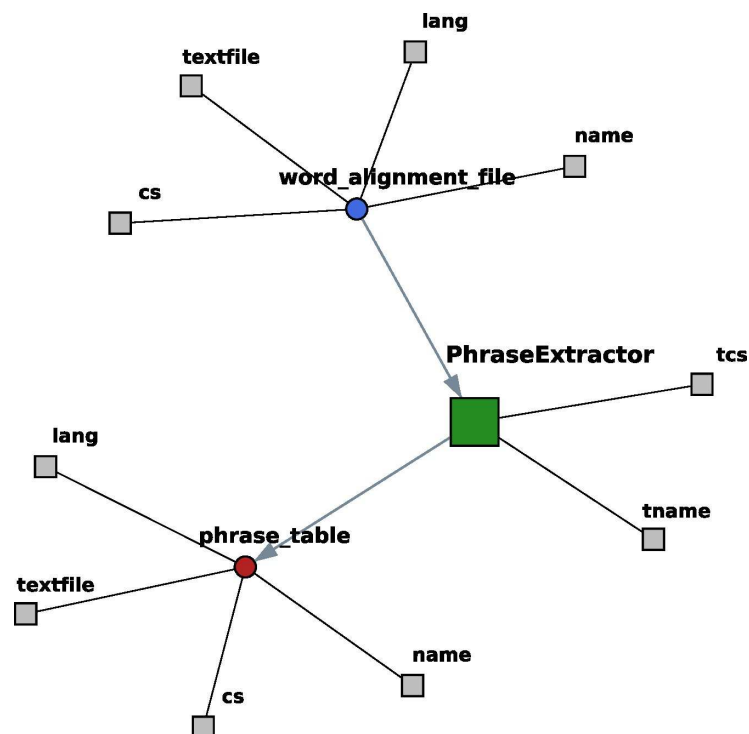 lang
textfile
name
word_alignment_file
cs
PhraseExtractor
tcs
lang
tname
phrase_table
textfile
name
cs